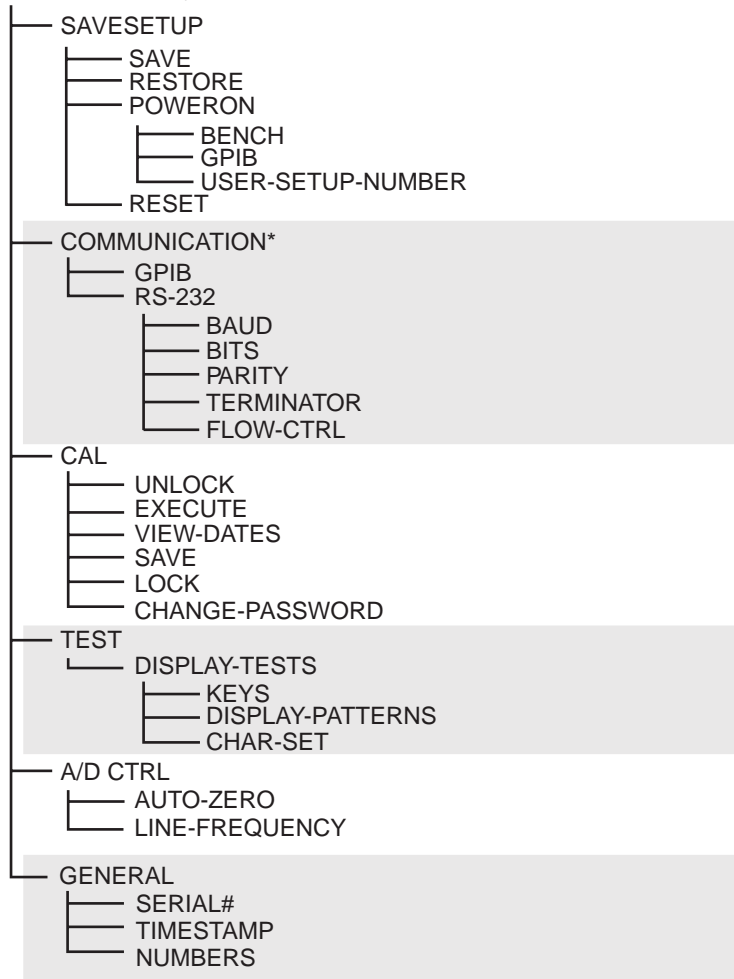 SAVESETUP
SAVE
RESTORE
POWERON
BENCH
GPIB
USER-SETUP-NUMBER
RESET
COMMUNICATION*
GPIB
RS-232
BAUD
BITS
PARITY
TERMINATOR
FLOW-CTRL
CAL
UNLOCK
EXECUTE
VIEW-DATES
SAVE
LOCK
CHANGE-PASSWORD
TEST
DISPLAY-TESTS
KEYS
DISPLAY-PATTERNS
CHAR-SET
A/D CTRL
AUTO-ZERO
LINE-FREQUENCY
GENERAL
SERIAL#
TIMESTAMP
NUMBERS